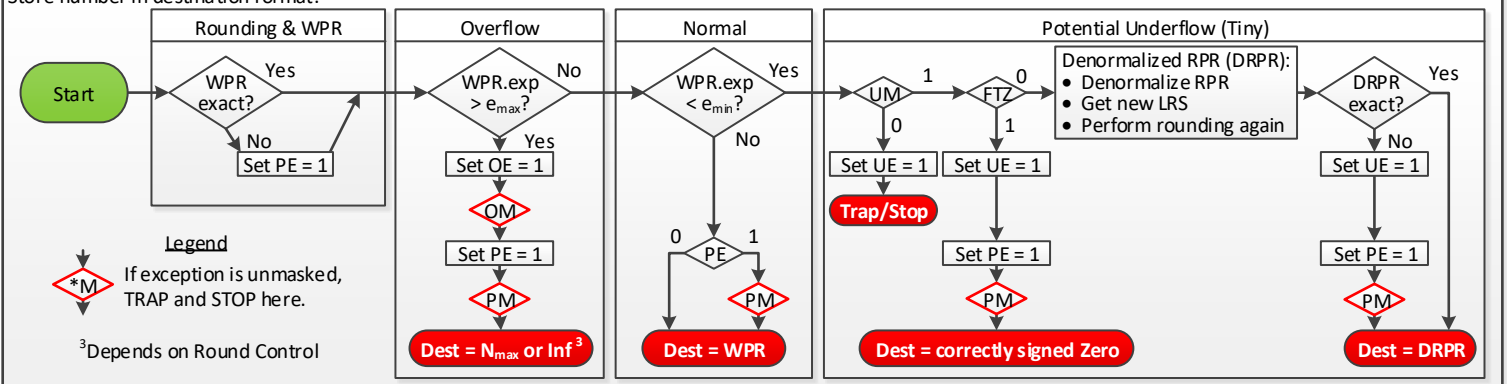 Store number in destination format:
Rounding & WPR
Overflow
Normal
Potential Underflow (Tiny)
Start
WPR
exact?
Yes
No
Set PE = 1
WPR.exp
> emax?
No
Yes
Set OE = 1
OM
Set PE = 1
PM
Dest = Nmax or Inf 3
WPR.exp
< emin?
Yes
No
0
1
PE
PM
Dest = WPR
UM
1
0
Set UE = 1
Trap/Stop
FTZ
0
1
Set UE = 1
Set PE = 1
PM
Dest = correctly signed Zero
Denormalized RPR (DRPR):
• Denormalize RPR
• Get new LRS
• Perform rounding again
DRPR
exact?
Yes
No
Set UE = 1
Set PE = 1
PM
Dest = DRPR
Legend
*M
If exception is unmasked,
TRAP and STOP here.
3Depends on Round Control